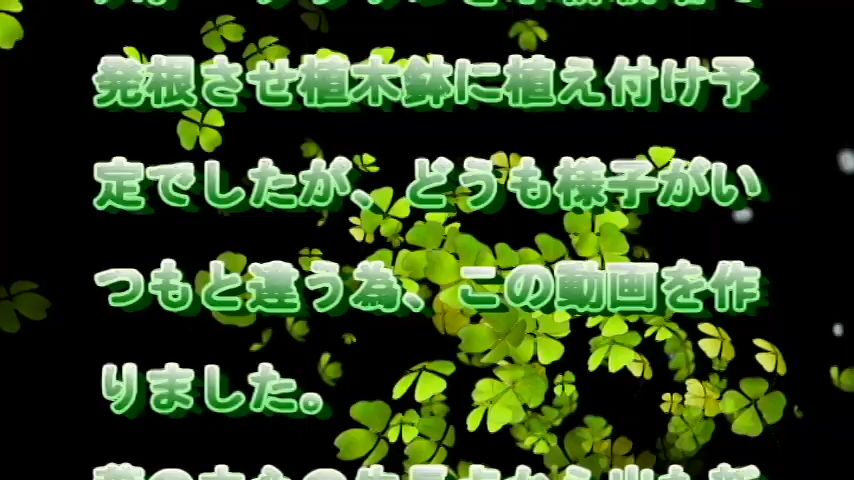 発根させ植木鉢に植え付け予
定でしたが、どうも様子がい
つもと違う為、この動画を作
りました。